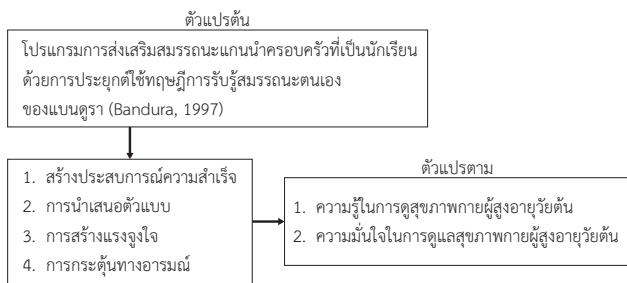 ตัวแปรต้น
โปรแกรมการส่งเสริมสมรรถนะแกนนำครอบครัวที่เป็นนักเรียน
ด้วยการประยุกต์ใช้ทฤษฎีการรับรู้สมรรถนะตนเอง
ของแบนดูรา (Bandura, 1997)
1. สร้างประสบการณ์ความสำเร็จ
2. การนำเสนอตัวแบบ
3. การสร้างแรงจูงใจ
4. การกระตุ้นทางอารมณ์
ตัวแปรตาม
1. ความรู้ในการดูสุขภาพกายผู้สูงอายุวัยต้น
2. ความมั่นใจในการดูแลสุขภาพกายผู้สูงอายุวัยต้น